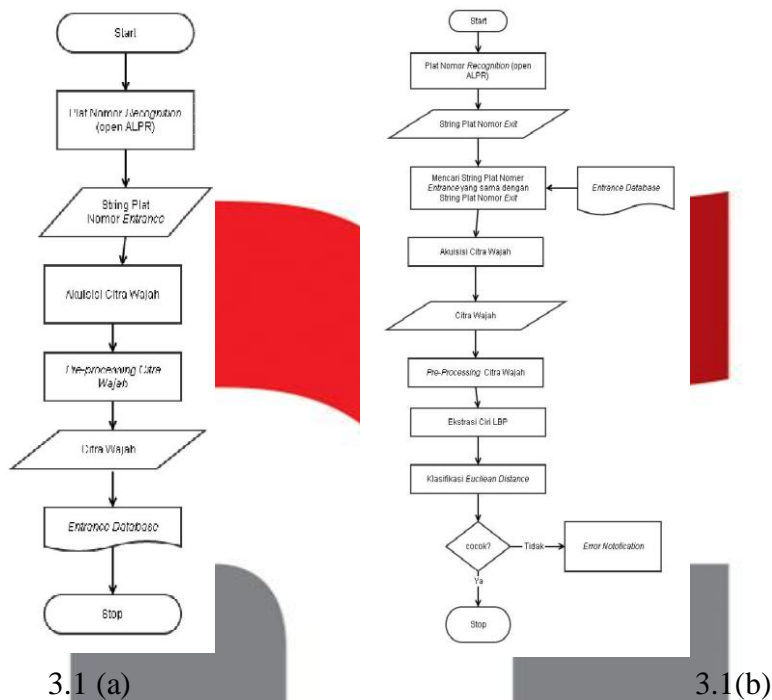 Start
Plat Nomor Recognition
(open ALPR)
String Plat
Nomor Entrance
Akuisisi Citra Wajah
Pre-processing Citra
Wajah
Citra Wajah
Entrance Database
Stop
3.1 (a)
Start
Plat Nomor Recognition (open
ALPR)
String Plat Nomor Exit
Mencari String Plat Nomer
Entrance yang sama dengan
String Plat Nomor Exit
Entrance Database
Akuisisi Citra Wajah
Citra Wajah
Pre-Processing Citra Wajah
Ekstrasi Ciri LBP
Klasifikasi Euclean Distance
cocok?
Tidak
Error Notofication
Ya
Stop
3.1(b)